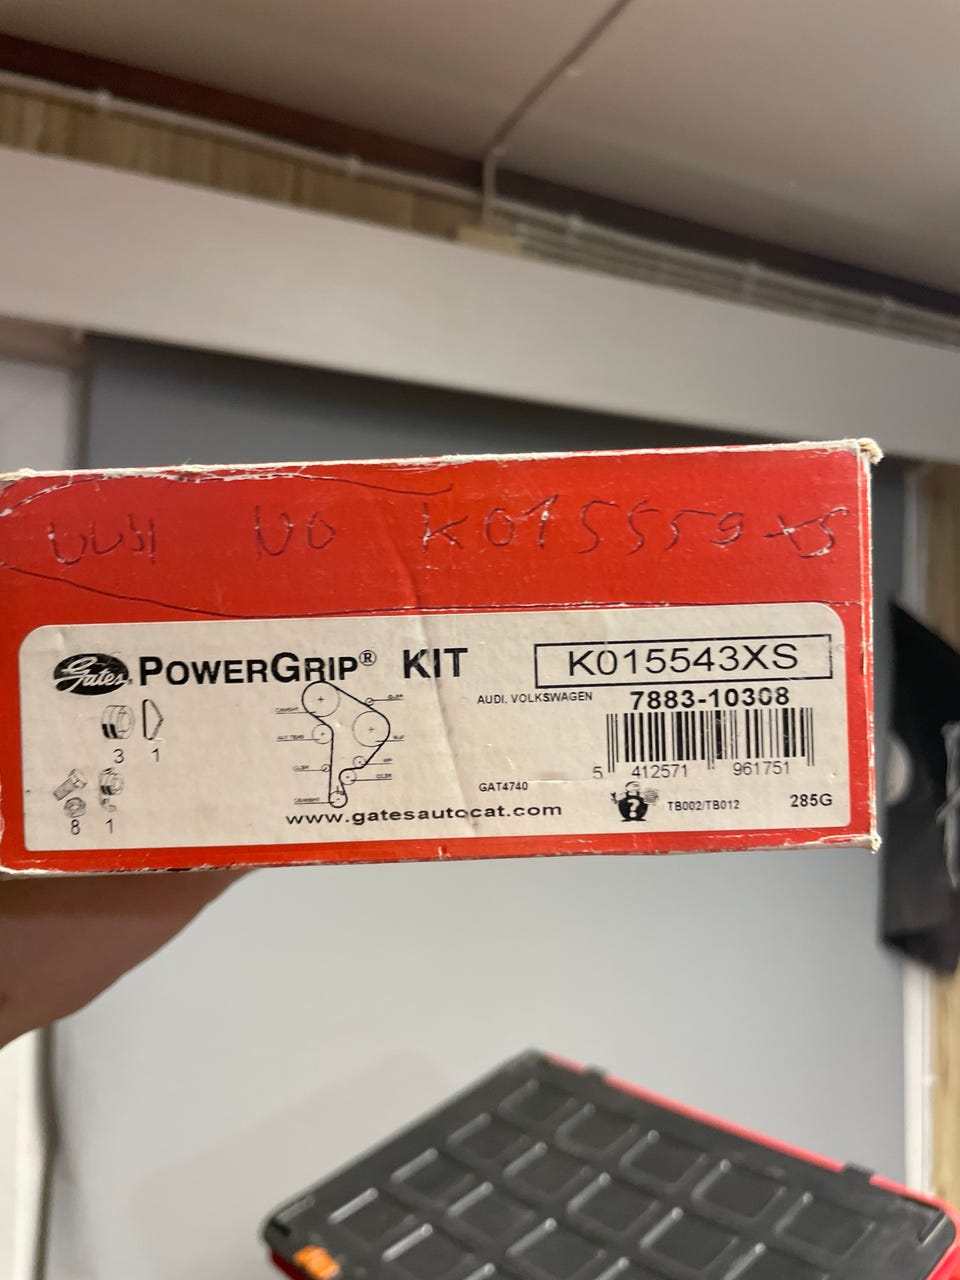 UUSI NO K015559XS
Gates POWERGRIP® KIT
K015543XS
AUDI. VOLKSWAGEN
7883-10308
3 1
8 1
5 412571 961751
GAT4740
TB002/TB012
285G
www.gatesautocat.com